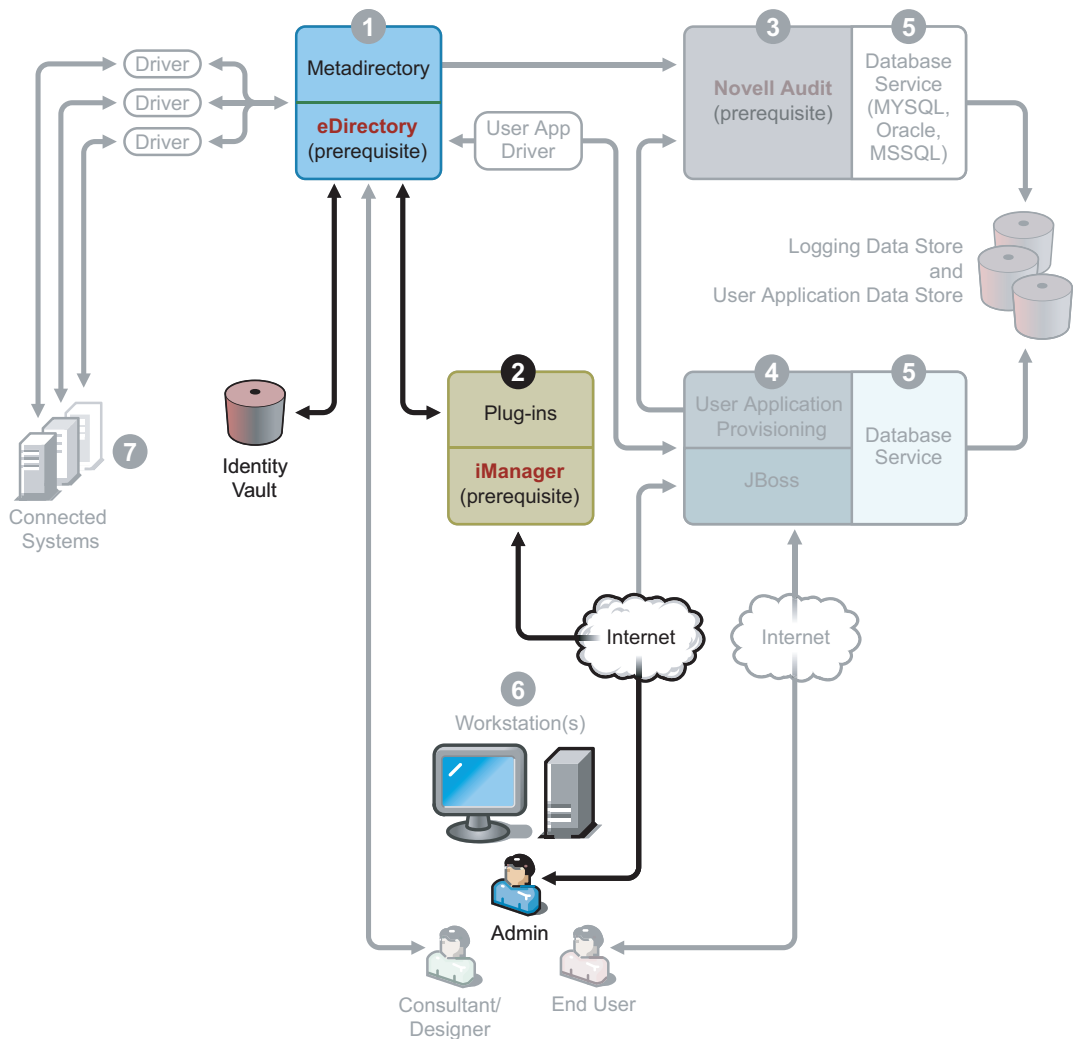 1
3
5
Driver
Driver
Driver
Metadirectory
eDirectory
(prerequisite)
User App
Driver
Novell Audit
(prerequisite)
Database
Service
(MYSQL,
Oracle,
MSSQL)
Logging Data Store
and
User Application Data Store
2
4
5
Plug-ins
iManager
(prerequisite)
User Application
Provisioning
JBoss
Database
Service
7
Identity
Vault
Connected
Systems
Internet
Internet
6
Workstation(s)
Admin
Consultant/
Designer
End User